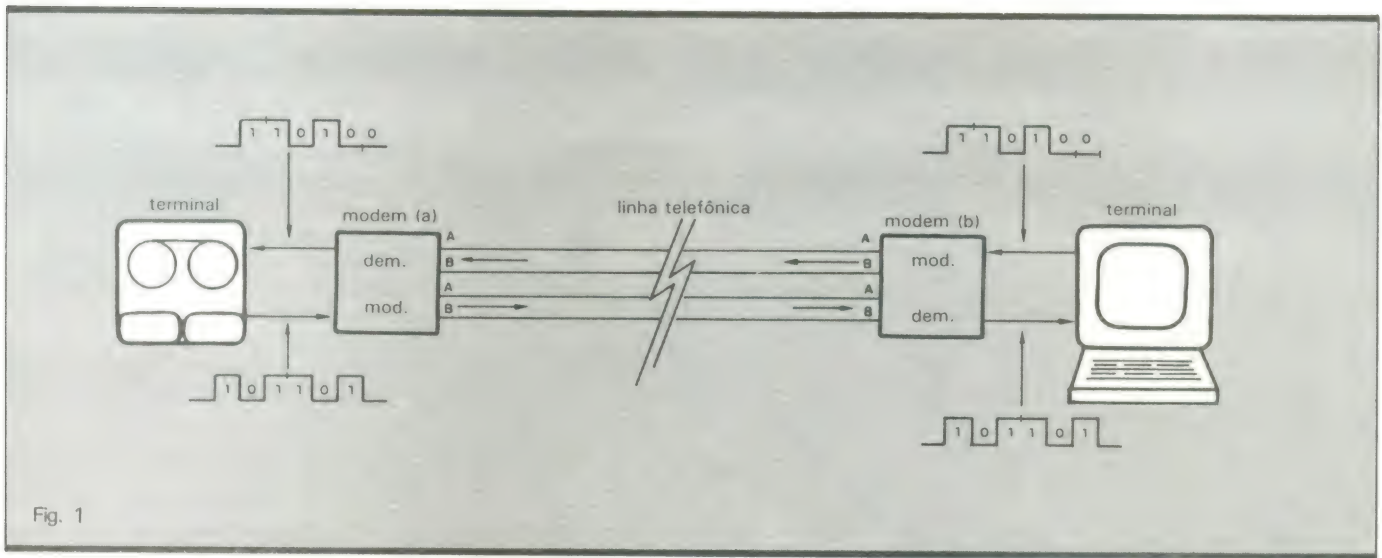 1 1 0 1 0 0
1 1 0 1 0 0
terminal
modem (a)
linha telefônica
modem (b)
terminal
A
B
A
B
dem.
mod.
A
B
A
B
mod.
dem.
1 0 1 1 0 1
1 0 1 1 0 1
Fig. 1